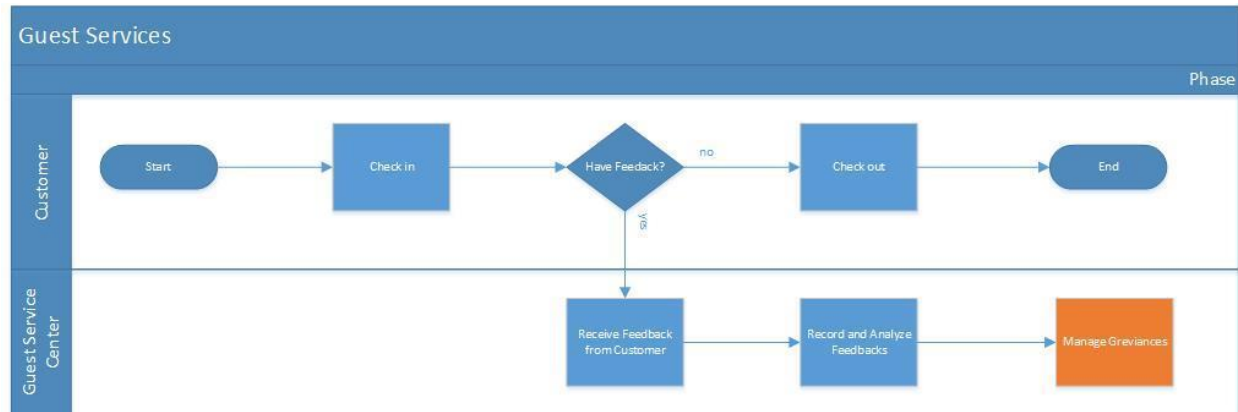 Guest Services
Phase
Customer
Start
Check in
Have Feedack?
no
Check out
End
yes
Guest Service
Center
Receive Feedback
from Customer
Record and Analyze
Feedbacks
Manage Greviances